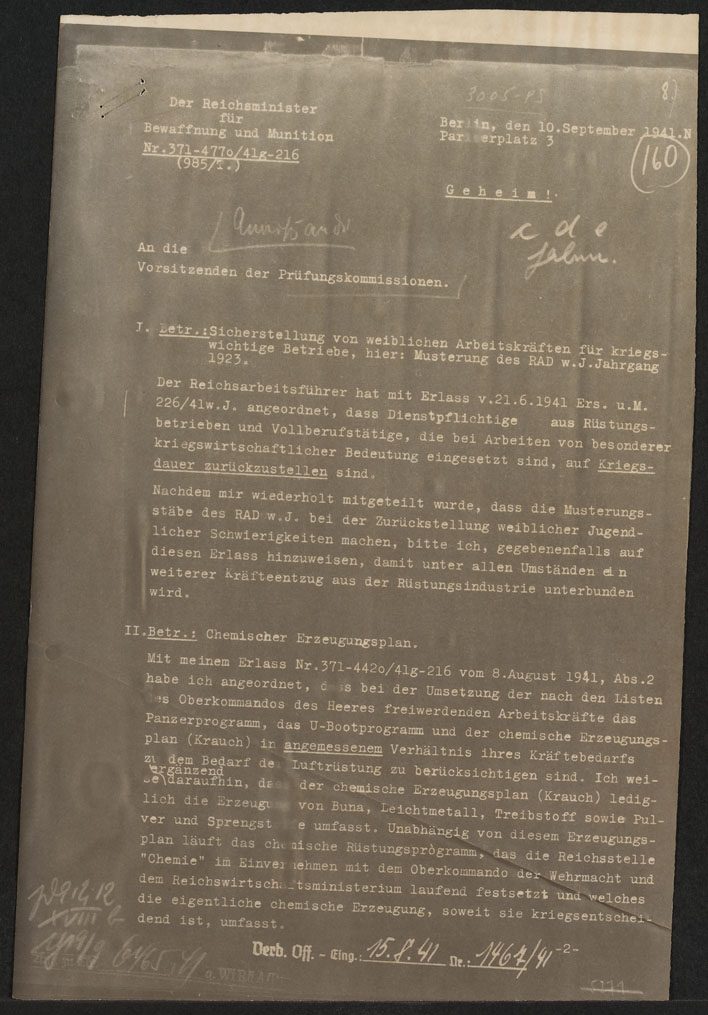 3005-PS
8)
Der Reichsminister
für
Bewaffnung und Munition
Nr.371-4770/41g-216
(985/I.)
Berlin, den 10.September 1941.N
Pariserplatz 3
160
Geheim!
c d e
An die
Vorsitzenden der Prüfungskommissionen.
I. Betr.:Sicherstellung von weiblichen Arbeitskräften für kriegs-
wichtige Betriebe, hier: Musterung des RAD w.J.Jahrgang
1923.
Der Reichsarbeitsführer hat mit Erlass v.21.6.1941 Ers. u.M.
226/41w.J. angeordnet, dass Dienstpflichtige aus Rüstungs-
betrieben und Vollberufstätige, die bei Arbeiten von besonderer
kriegswirtschaftlicher Bedeutung eingesetzt sind, auf Kriegs-
dauer zurückzustellen sind.
Nachdem mir wiederholt mitgeteilt wurde, dass die Musterungs-
stäbe des RAD w.J. bei der Zurückstellung weiblicher Jugend-
licher Schwierigkeiten machen, bitte ich, gegebenenfalls auf
diesen Erlass hinzuweisen, damit unter allen Umständen ein
weiterer Kräfteentzug aus der Rüstungsindustrie unterbunden
wird.
II.Betr.: Chemischer Erzeugungsplan.
Mit meinem Erlass Nr.371-4420/41g-216 vom 8.August 1941, Abs.2
habe ich angeordnet, dass bei der Umsetzung der nach den Listen
des Oberkommandos des Heeres freiwerdenden Arbeitskräfte das
Panzerprogramm, das U-Bootprogramm und der chemische Erzeugungs-
plan (Krauch) in angemessenem Verhältnis ihres Kräftebedarfs
zu dem Bedarf der Luftrüstung zu berücksichtigen sind. Ich wei-
ergänzend
se daraufhin, dass der chemische Erzeugungsplan (Krauch) ledig-
lich die Erzeugung von Buna, Leichtmetall, Treibstoff sowie Pul-
ver und Sprengstoffe umfasst. Unabhängig von diesem Erzeugungs-
plan läuft das chemische Rüstungsprogramm, das die Reichsstelle
"Chemie" im Einvernehmen mit dem Oberkommando der Wehrmacht und
dem Reichswirtschaftsministerium laufend festsetzt und welches
die eigentliche chemische Erzeugung, soweit sie kriegsentschei-
dend ist, umfasst.
-2-
Verb. Off. - Eing.: 15.8.41 Nr.: 1467/41
XVIII b